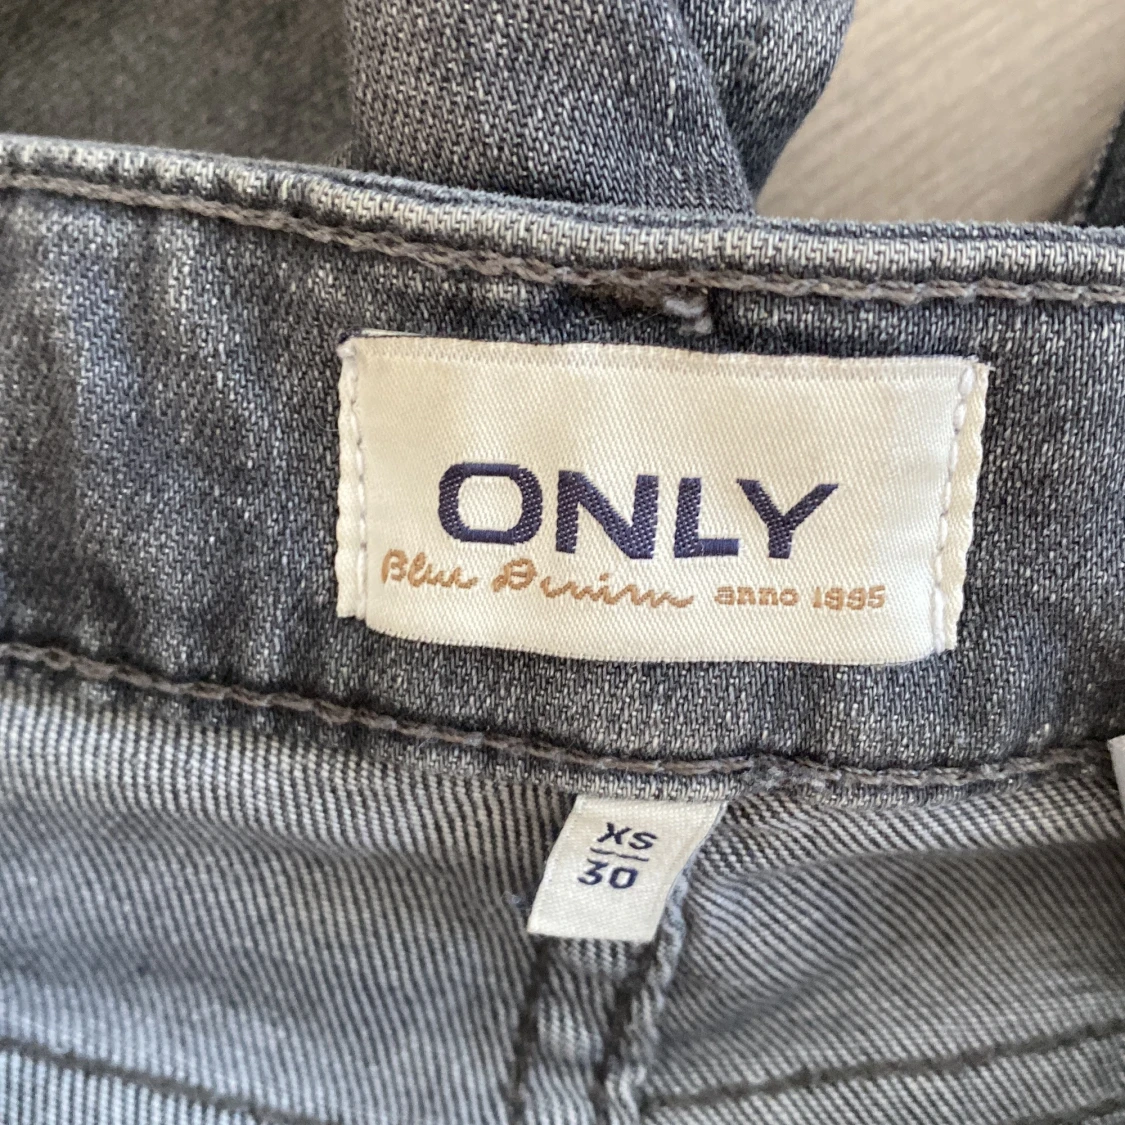 ONLY
Blue Denim anno 1995
XS
30